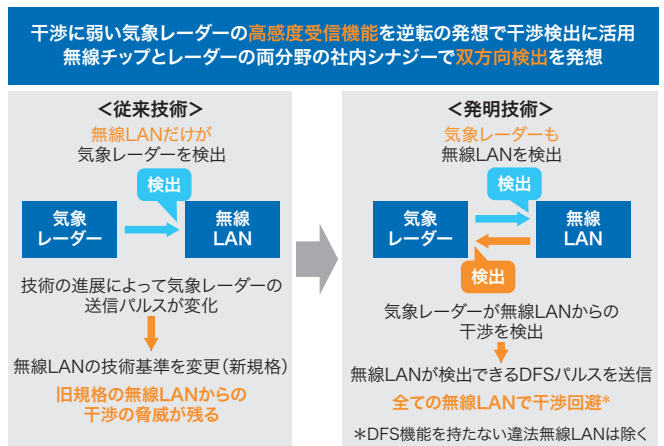 干渉に弱い気象レーダーの高感度受信機能を逆転の発想で干渉検出に活用
無線チップとレーダーの両分野の社内シナジーで双方向検出を発想
<従来技術>
無線LANだけが
気象レーダーを検出
検出
気象
レーダー
無線
LAN
技術の進展によって気象レーダーの
送信パルスが変化
無線LANの技術基準を変更(新規格)
旧規格の無線LANからの
干渉の脅威が残る
<発明技術>
気象レーダーも
無線LANを検出
検出
気象
レーダー
無線
LAN
検出
気象レーダーが無線LANからの
干渉を検出
無線LANが検出できるDFSパルスを送信
全ての無線LANで干渉回避*
*DFS機能を持たない違法無線LANは除く